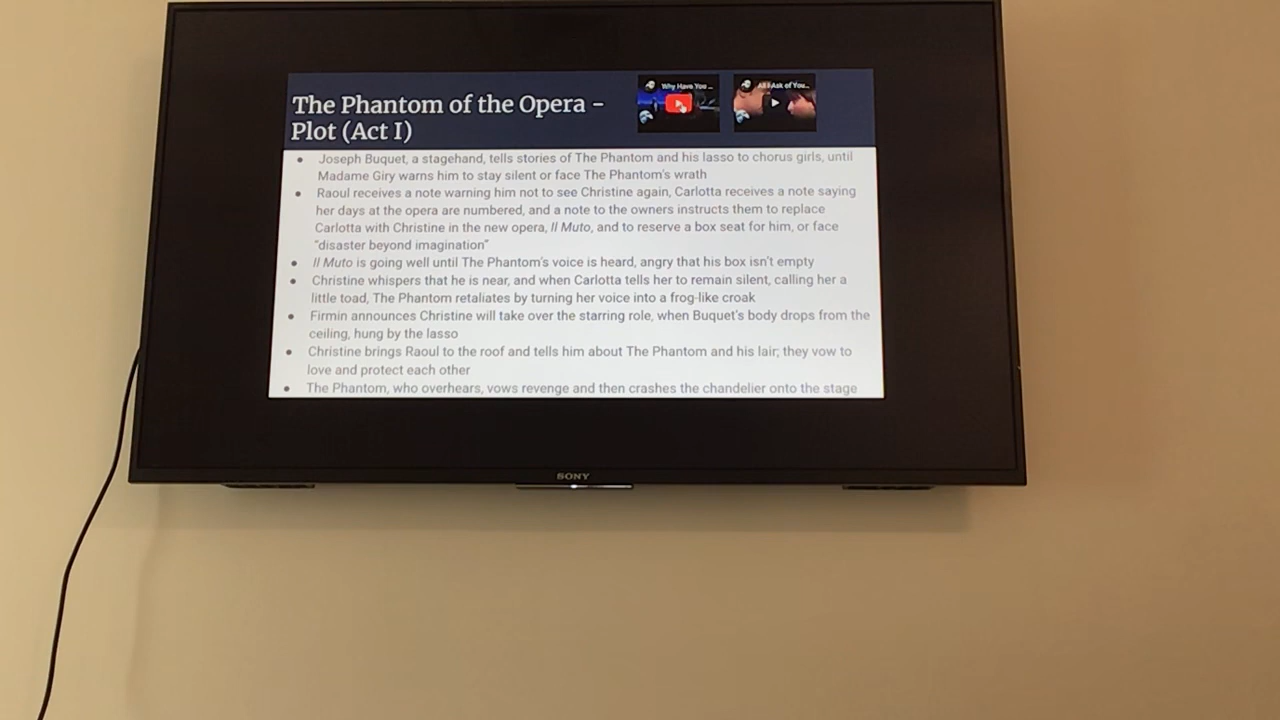 The Phantom of the Opera –
Plot (Act I)
Why Have You ...
All I Ask of You...
● Joseph Buquet, a stagehand, tells stories of The Phantom and his lasso to chorus girls, until
Madame Giry warns him to stay silent or face The Phantom's wrath
● Raoul receives a note warning him not to see Christine again, Carlotta receives a note saying
her days at the opera are numbered, and a note to the owners instructs them to replace
Carlotta with Christine in the new opera, Il Muto, and to reserve a box seat for him, or face
"disaster beyond imagination"
● Il Muto is going well until The Phantom's voice is heard, angry that his box isn't empty
● Christine whispers that he is near, and when Carlotta tells her to remain silent, calling her a
little toad, The Phantom retaliates by turning her voice into a frog-like croak
● Firmin announces Christine will take over the starring role, when Buquet's body drops from the
ceiling, hung by the lasso
● Christine brings Raoul to the roof and tells him about The Phantom and his lair; they vow to
love and protect each other
● The Phantom, who overhears, vows revenge and then crashes the chandelier onto the stage
SONY